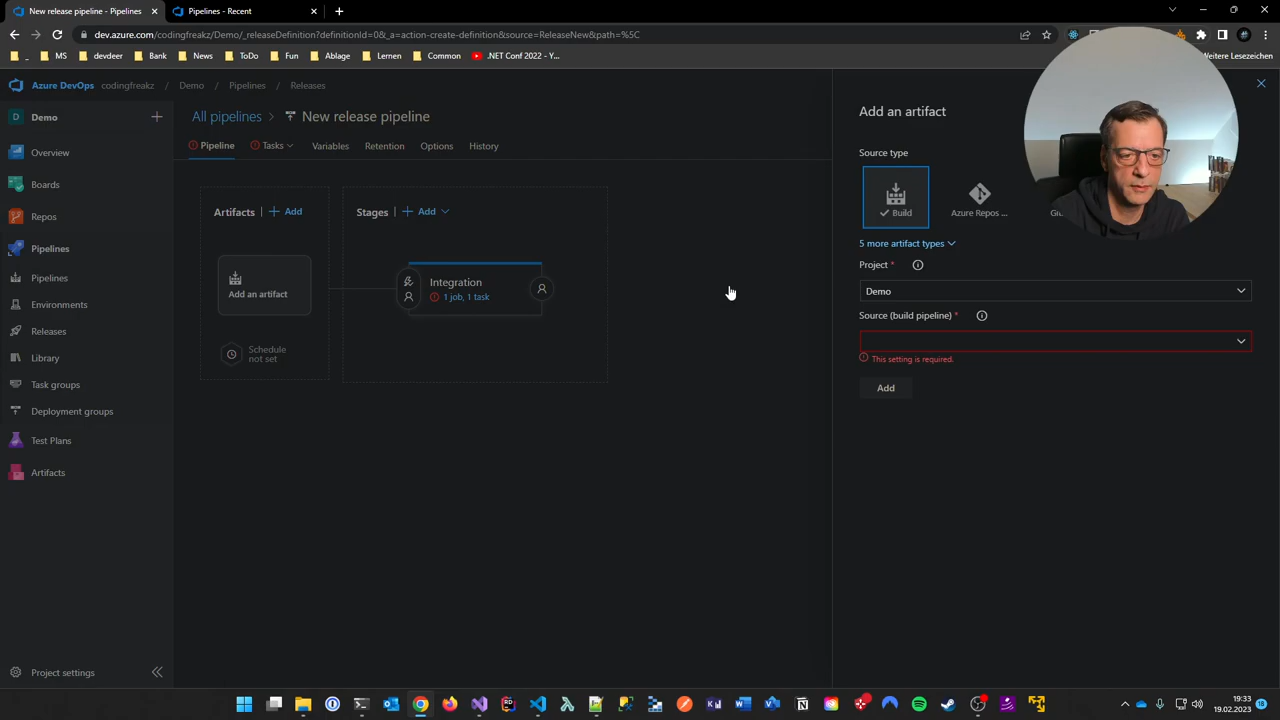 New release pipeline - Pipelines
Pipelines - Recent
dev.azure.com/codingfreakz/Demo/_releaseDefinition?definitionId=0&_a=action-create-definition&source=ReleaseNew&path=%5C
_
MS
devdeer
Bank
News
ToDo
Fun
Ablage
Lernen
Common
.NET Conf 2022 - Y...
Weitere Lesezeichen
Azure DevOps
codingfreakz
/
Demo
/
Pipelines
/
Releases
D
Demo
Overview
Boards
Repos
Pipelines
Pipelines
Environments
Releases
Library
Task groups
Deployment groups
Test Plans
Artifacts
Project settings
All pipelines > New release pipeline
Pipeline
Tasks
Variables
Retention
Options
History
Artifacts | + Add
Add an artifact
Schedule
not set
Stages | + Add
Integration
1 job, 1 task
Add an artifact
Source type
Build
Azure Repos ...
5 more artifact types
Project *
Demo
Source (build pipeline) *
This setting is required.
Add
19:33
19.02.2023